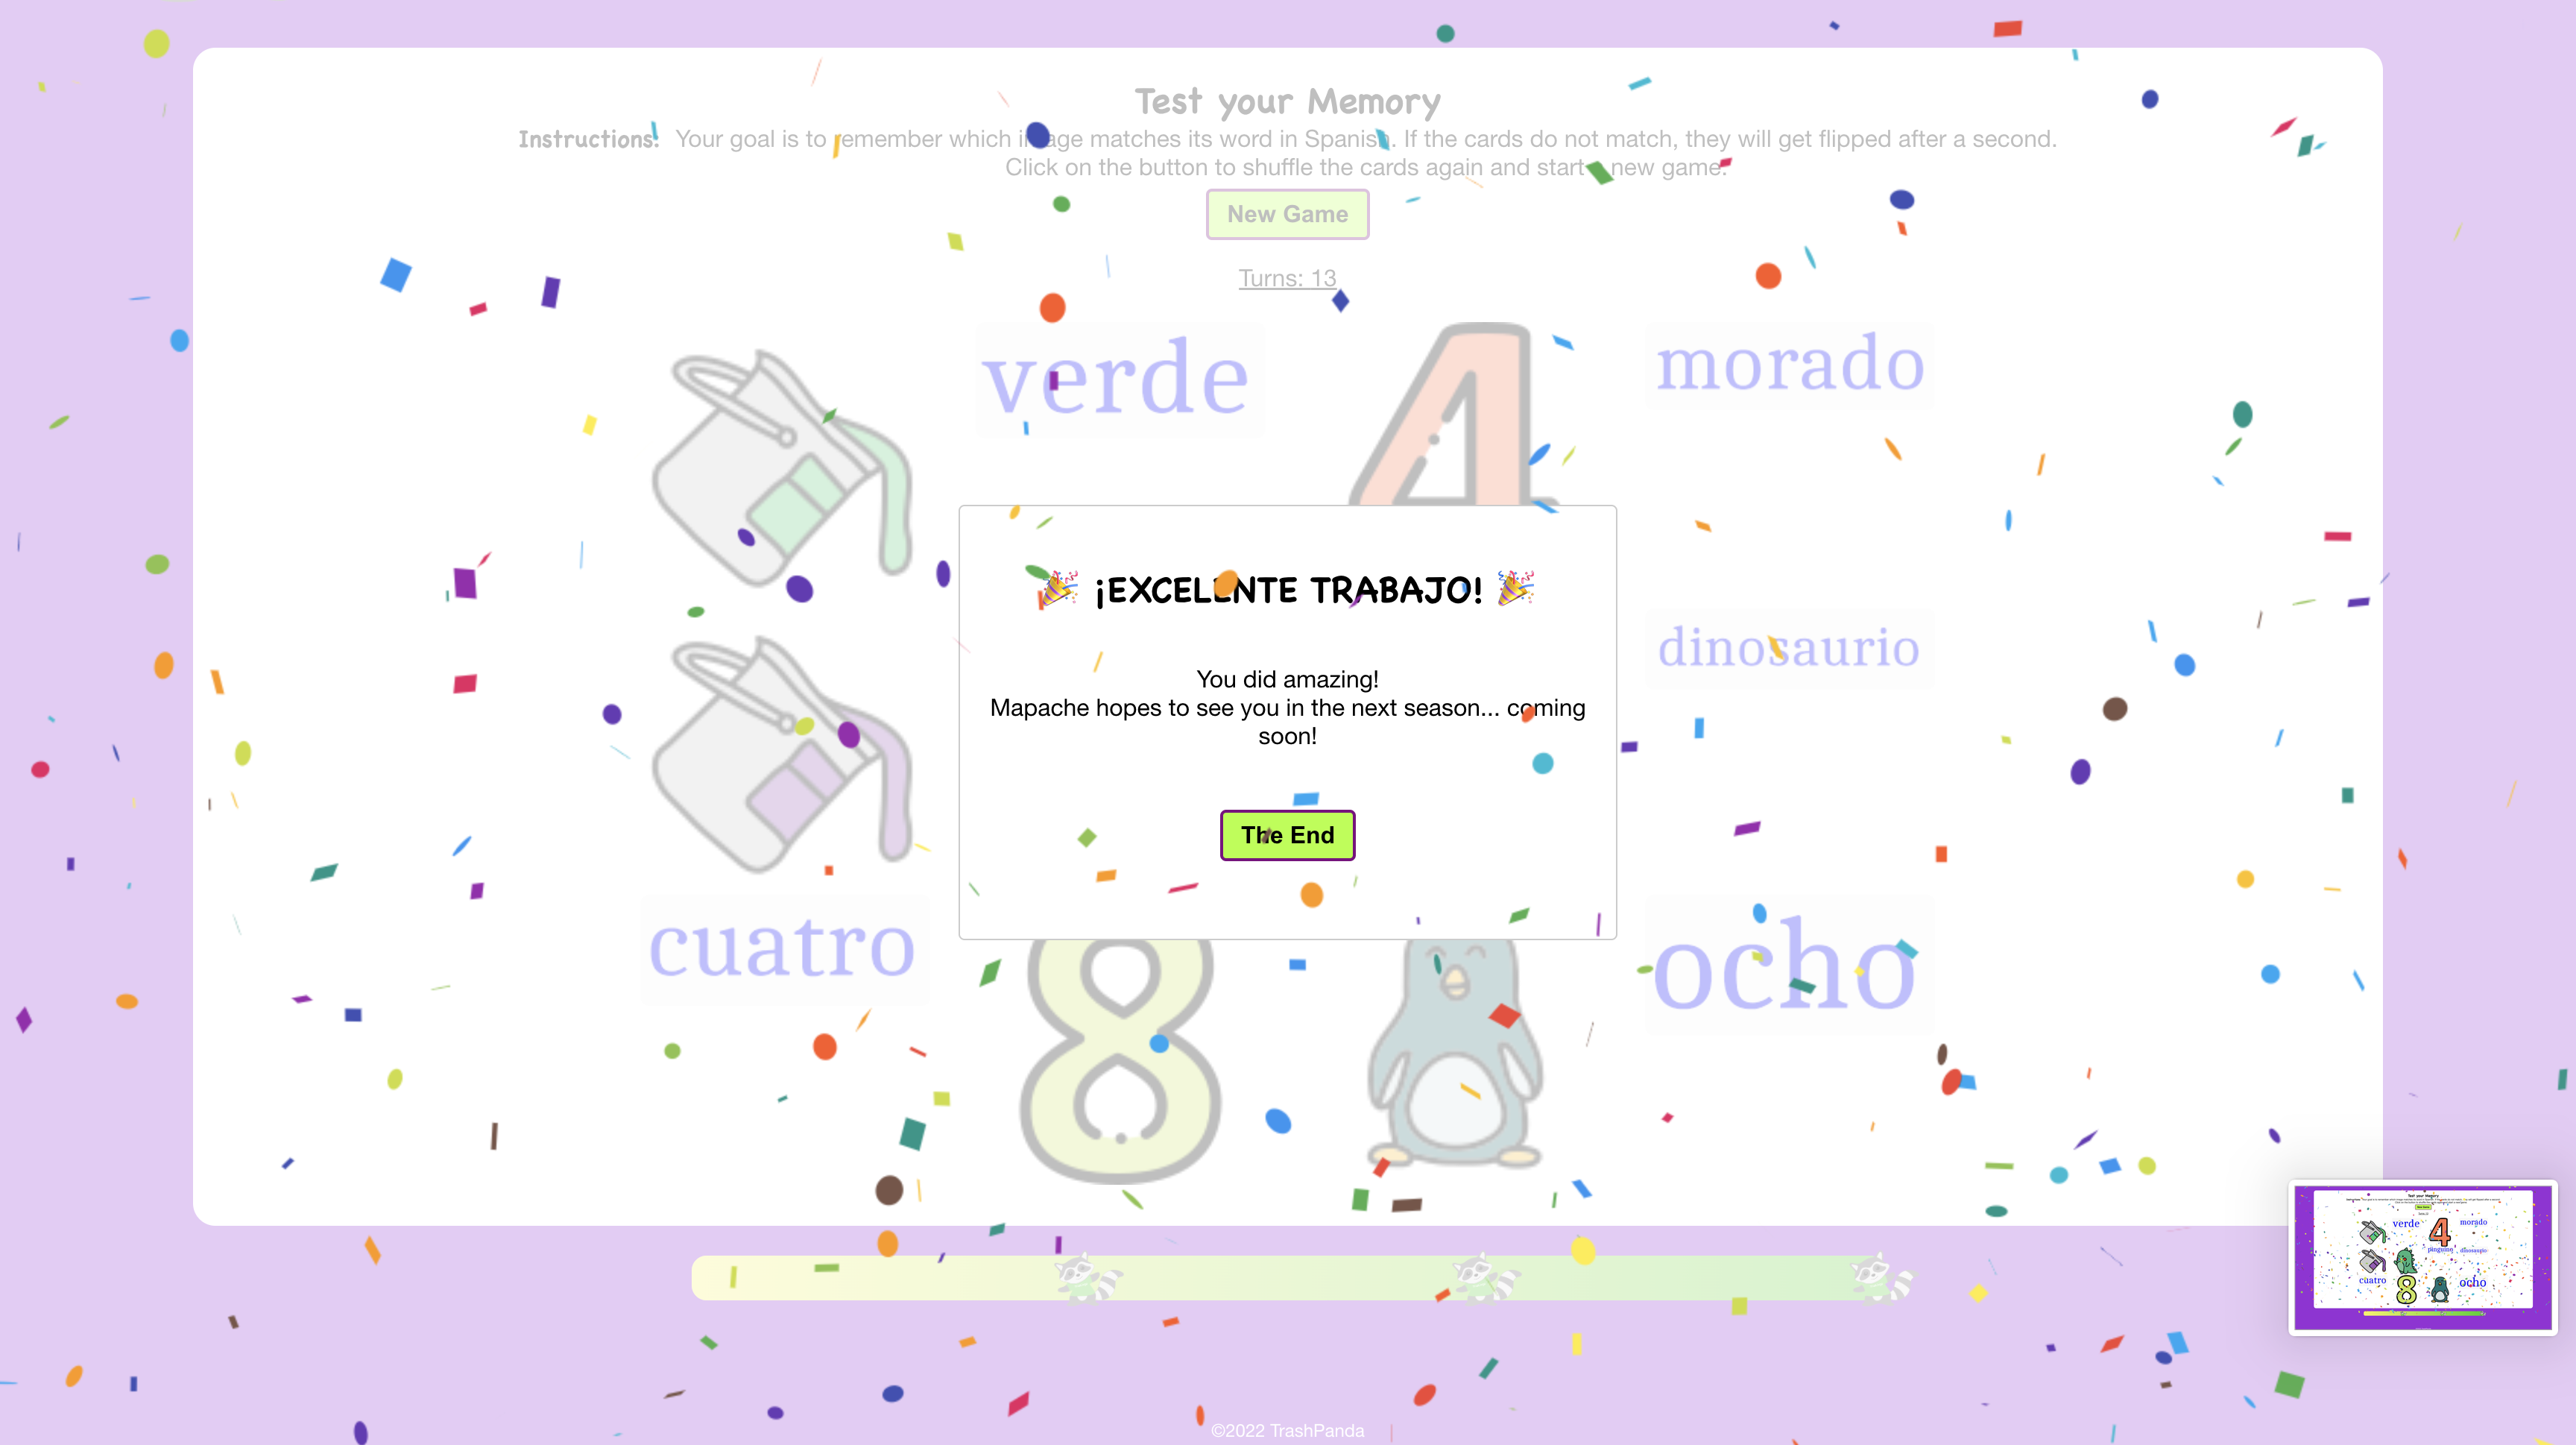 Test your Memory
Instructions: Your goal is to remember which image matches its word in Spanish. If the cards do not match, they will get flipped after a second.
Click on the button to shuffle the cards again and start a new game.
New Game
Turns: 13
verde
4
morado
¡EXCELENTE TRABAJO!
You did amazing!
Mapache hopes to see you in the next season... coming
soon!
The End
dinosaurio
cuatro
8
ocho
©2022 TrashPanda
verde
4
morado
pinguino
dinosaurio
cuatro
8
ocho